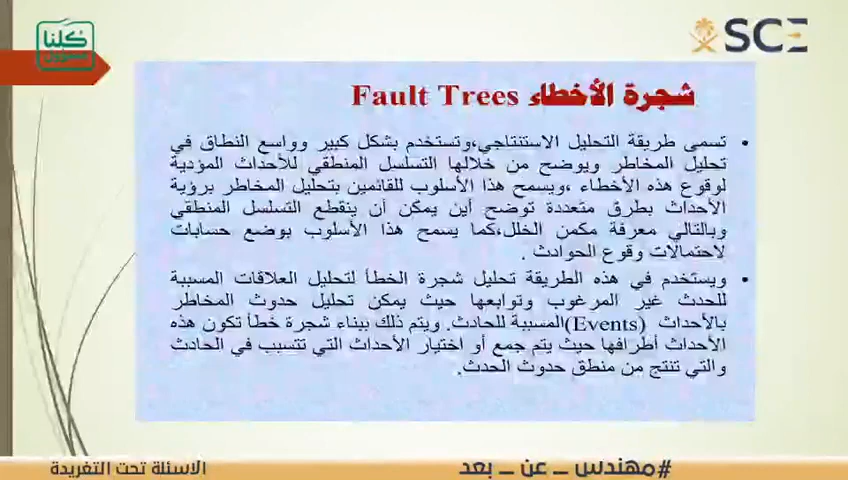 كلنا
مسؤول
SCE
شجرة الأخطاء Fault Trees
• تسمى طريقة التحليل الاستنتاجي،وتستخدم بشكل كبير وواسع النطاق في
تحليل المخاطر ويوضح من خلالها التسلسل المنطقي للأحداث المؤدية
لوقوع هذه الأخطاء ،ويسمح هذا الأسلوب للقائمين بتحليل المخاطر برؤية
الأحداث بطرق متعددة توضح أين يمكن أن ينقطع التسلسل المنطقي
وبالتالي معرفة مكمن الخلل،كما يسمح هذا الأسلوب بوضع حسابات
لاحتمالات وقوع الحوادث .
• ويستخدم في هذه الطريقة تحليل شجرة الخطأ لتحليل العلاقات المسببة
للحدث غير المرغوب وتوابعها حيث يمكن تحليل حدوث المخاطر
بالأحداث (Events)المسببة للحادث. ويتم ذلك ببناء شجرة خطأ تكون هذه
الأحداث أطرافها حيث يتم جمع أو اختيار الأحداث التي تتسبب في الحادث
والتي تنتج من منطق حدوث الحدث.
#مهندس_عن_بعد
الاسئلة تحت التغريدة